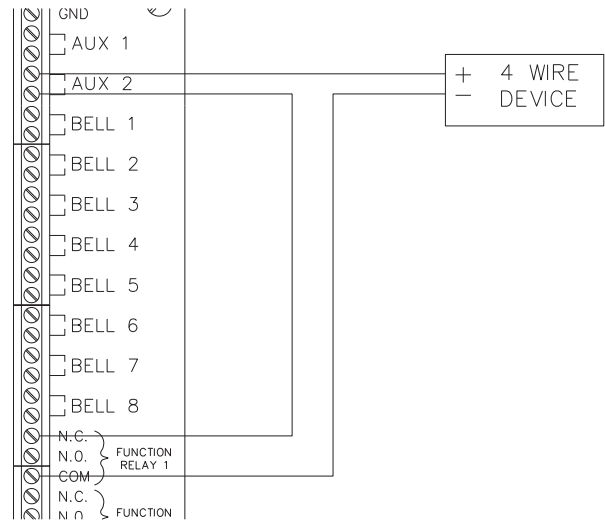 GND
AUX 1
AUX 2
BELL 1
BELL 2
BELL 3
BELL 4
BELL 5
BELL 6
BELL 7
BELL 8
N.C.
N.O.
COM
FUNCTION
RELAY 1
N.C.
N.O.
FUNCTION
+ 4 WIRE
− DEVICE